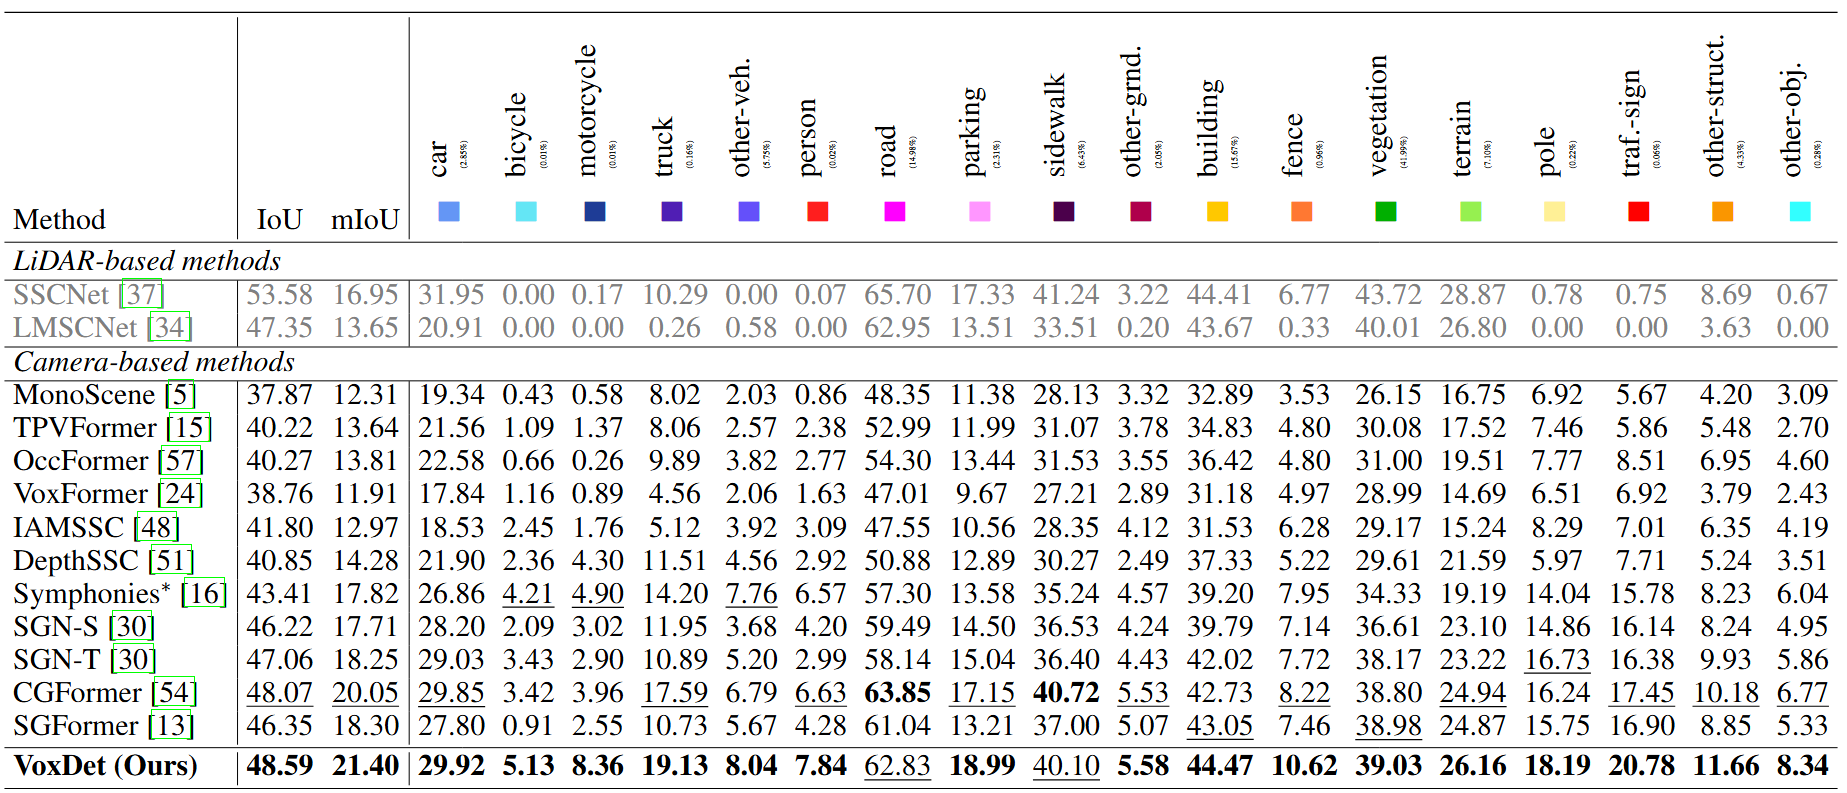 Method IoU mIoU car (2.85%) bicycle (0.01%) motorcycle (0.01%) truck (0.16%) other-veh. (5.75%) person (0.02%) road (14.98%) parking (2.31%) sidewalk (6.43%) other-grnd. (2.05%) building (15.67%) fence (0.96%) vegetation (41.99%) terrain (7.10%) pole (0.22%) traf.-sign (0.06%) other-struct. (4.33%) other-obj. (0.28%)
LiDAR-based methods
SSCNet [37] 53.58 16.95 31.95 0.00 0.17 10.29 0.00 0.07 65.70 17.33 41.24 3.22 44.41 6.77 43.72 28.87 0.78 0.75 8.69 0.67
LMSCNet [34] 47.35 13.65 20.91 0.00 0.00 0.26 0.58 0.00 62.95 13.51 33.51 0.20 43.67 0.33 40.01 26.80 0.00 0.00 3.63 0.00
Camera-based methods
MonoScene [5] 37.87 12.31 19.34 0.43 0.58 8.02 2.03 0.86 48.35 11.38 28.13 3.32 32.89 3.53 26.15 16.75 6.92 5.67 4.20 3.09
TPVFormer [15] 40.22 13.64 21.56 1.09 1.37 8.06 2.57 2.38 52.99 11.99 31.07 3.78 34.83 4.80 30.08 17.52 7.46 5.86 5.48 2.70
OccFormer [57] 40.27 13.81 22.58 0.66 0.26 9.89 3.82 2.77 54.30 13.44 31.53 3.55 36.42 4.80 31.00 19.51 7.77 8.51 6.95 4.60
VoxFormer [24] 38.76 11.91 17.84 1.16 0.89 4.56 2.06 1.63 47.01 9.67 27.21 2.89 31.18 4.97 28.99 14.69 6.51 6.92 3.79 2.43
IAMSSC [48] 41.80 12.97 18.53 2.45 1.76 5.12 3.92 3.09 47.55 10.56 28.35 4.12 31.53 6.28 29.17 15.24 8.29 7.01 6.35 4.19
DepthSSC [51] 40.85 14.28 21.90 2.36 4.30 11.51 4.56 2.92 50.88 12.89 30.27 2.49 37.33 5.22 29.61 21.59 5.97 7.71 5.24 3.51
Symphonies* [16] 43.41 17.82 26.86 4.21 4.90 14.20 7.76 6.57 57.30 13.58 35.24 4.57 39.20 7.95 34.33 19.19 14.04 15.78 8.23 6.04
SGN-S [30] 46.22 17.71 28.20 2.09 3.02 11.95 3.68 4.20 59.49 14.50 36.53 4.24 39.79 7.14 36.61 23.10 14.86 16.14 8.24 4.95
SGN-T [30] 47.06 18.25 29.03 3.43 2.90 10.89 5.20 2.99 58.14 15.04 36.40 4.43 42.02 7.72 38.17 23.22 16.73 16.38 9.93 5.86
CGFormer [54] 48.07 20.05 29.85 3.42 3.96 17.59 6.79 6.63 63.85 17.15 40.72 5.53 42.73 8.22 38.80 24.94 16.24 17.45 10.18 6.77
SGFormer [13] 46.35 18.30 27.80 0.91 2.55 10.73 5.67 4.28 61.04 13.21 37.00 5.07 43.05 7.46 38.98 24.87 15.75 16.90 8.85 5.33
VoxDet (Ours) 48.59 21.40 29.92 5.13 8.36 19.13 8.04 7.84 62.83 18.99 40.10 5.58 44.47 10.62 39.03 26.16 18.19 20.78 11.66 8.34